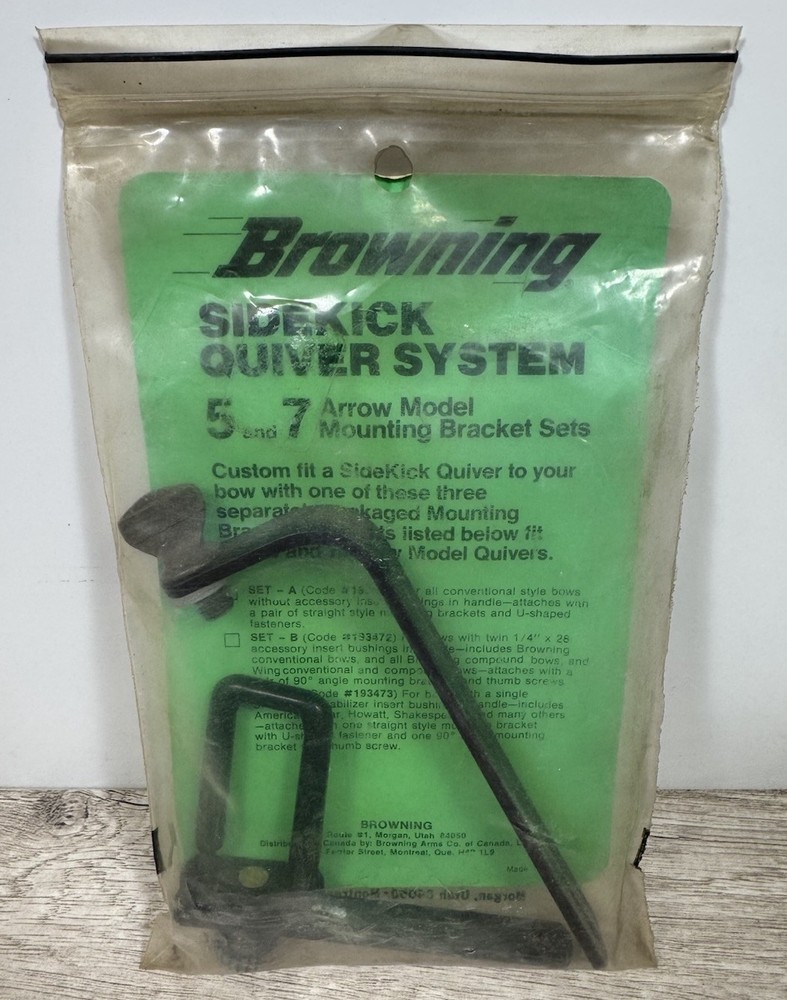 Browning
SIDEKICK
QUIVER SYSTEM
5 and 7 Arrow Model
Mounting Bracket Sets
Custom fit a SideKick Quiver to your
bow with one of these three
Mounting
listed below fit
and Model Quivers.
SET – A (Code all conventional style bows
without accessory in handle—attaches with
a pair of straight style brackets and U-shaped
fasteners.
SET – B (Code #193472) with twin 1/4" x 28
accessory insert bushings includes Browning
conventional bows, and all compound bows, and
Wing conventional and attaches with a
of 90° angle mounting and thumb screws.
#193473) For with a single
insert includes
Howatt, and many others
one straight style bracket
with fastener and one 90° mounting
bracket thumb screw.
BROWNING
Route #1, Morgan, Utah 84050
Canada by: Browning Arms Co. of Canada,
Street, Montreal, Que. 1L9
Made